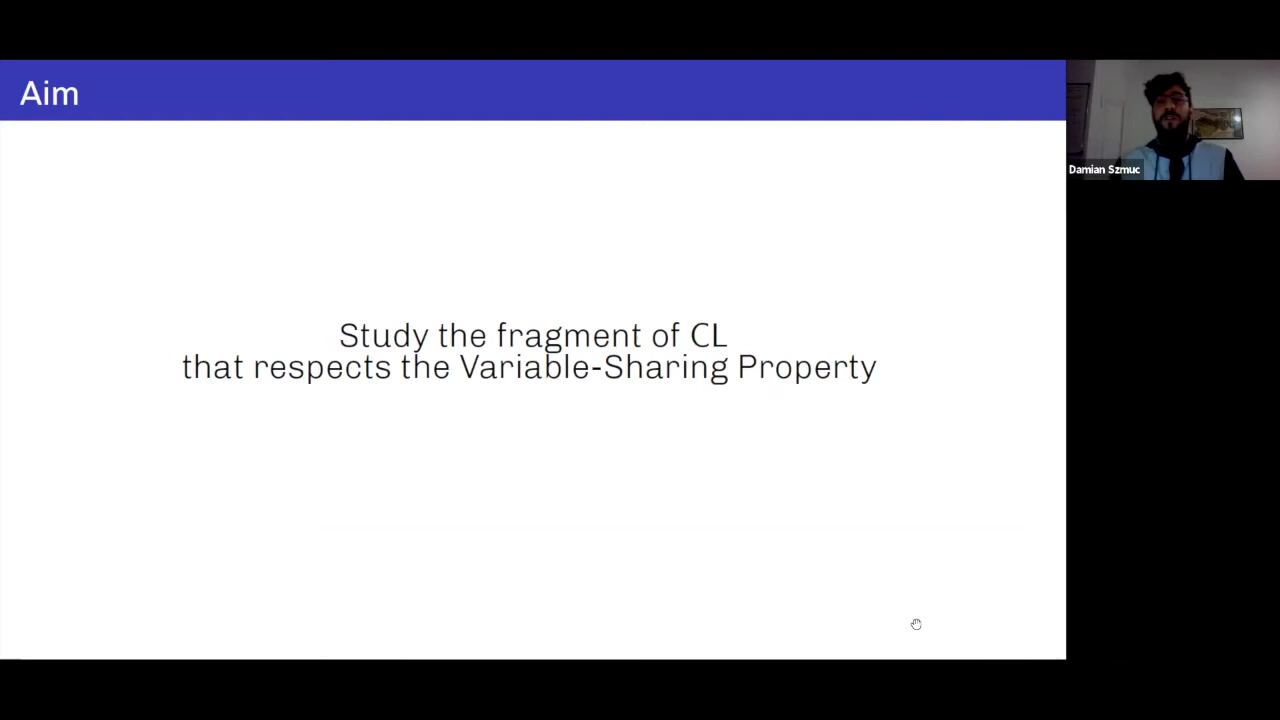 Aim
Damian Szmuc
Study the fragment of CL
that respects the Variable-Sharing Property